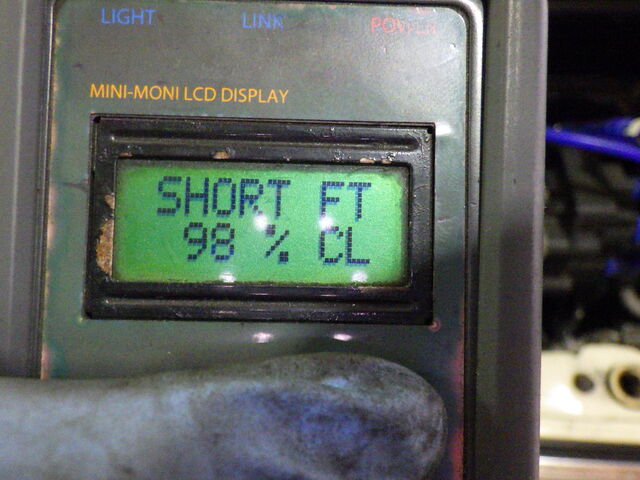 LIGHT LINK POWER
MINI-MONI LCD DISPLAY
SHORT FT
98 % CL